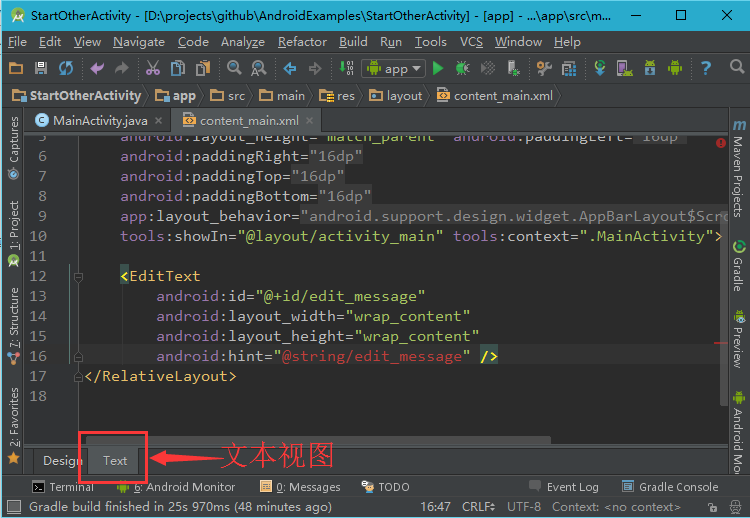 StartOtherActivity - [D:\projects\github\AndroidExamples\StartOtherActivity] - [app] - ...\app\src\m...
File Edit View Navigate Code Analyze Refactor Build Run Tools VCS Window Help
app
StartOtherActivity app src main res layout content_main.xml
MainActivity.java content_main.xml
Captures
1: Project
7: Structure
2: Favorites
5 android:layout_height="match_parent" android:paddingLeft="16dp"
6 android:paddingRight="16dp"
7 android:paddingTop="16dp"
8 android:paddingBottom="16dp"
9 app:layout_behavior="android.support.design.widget.AppBarLayout$Scro
10 tools:showIn="@layout/activity_main" tools:context=".MainActivity">
11
12 <EditText
13 android:id="@+id/edit_message"
14 android:layout_width="wrap_content"
15 android:layout_height="wrap_content"
16 android:hint="@string/edit_message" />
17 </RelativeLayout>
18
m Maven Projects
Gradle
Preview
Android Mo
Design Text 文本视图
Terminal 6: Android Monitor 0: Messages TODO Event Log Gradle Console
Gradle build finished in 25s 970ms (48 minutes ago) 16:47 CRLF UTF-8 Context: <no context>